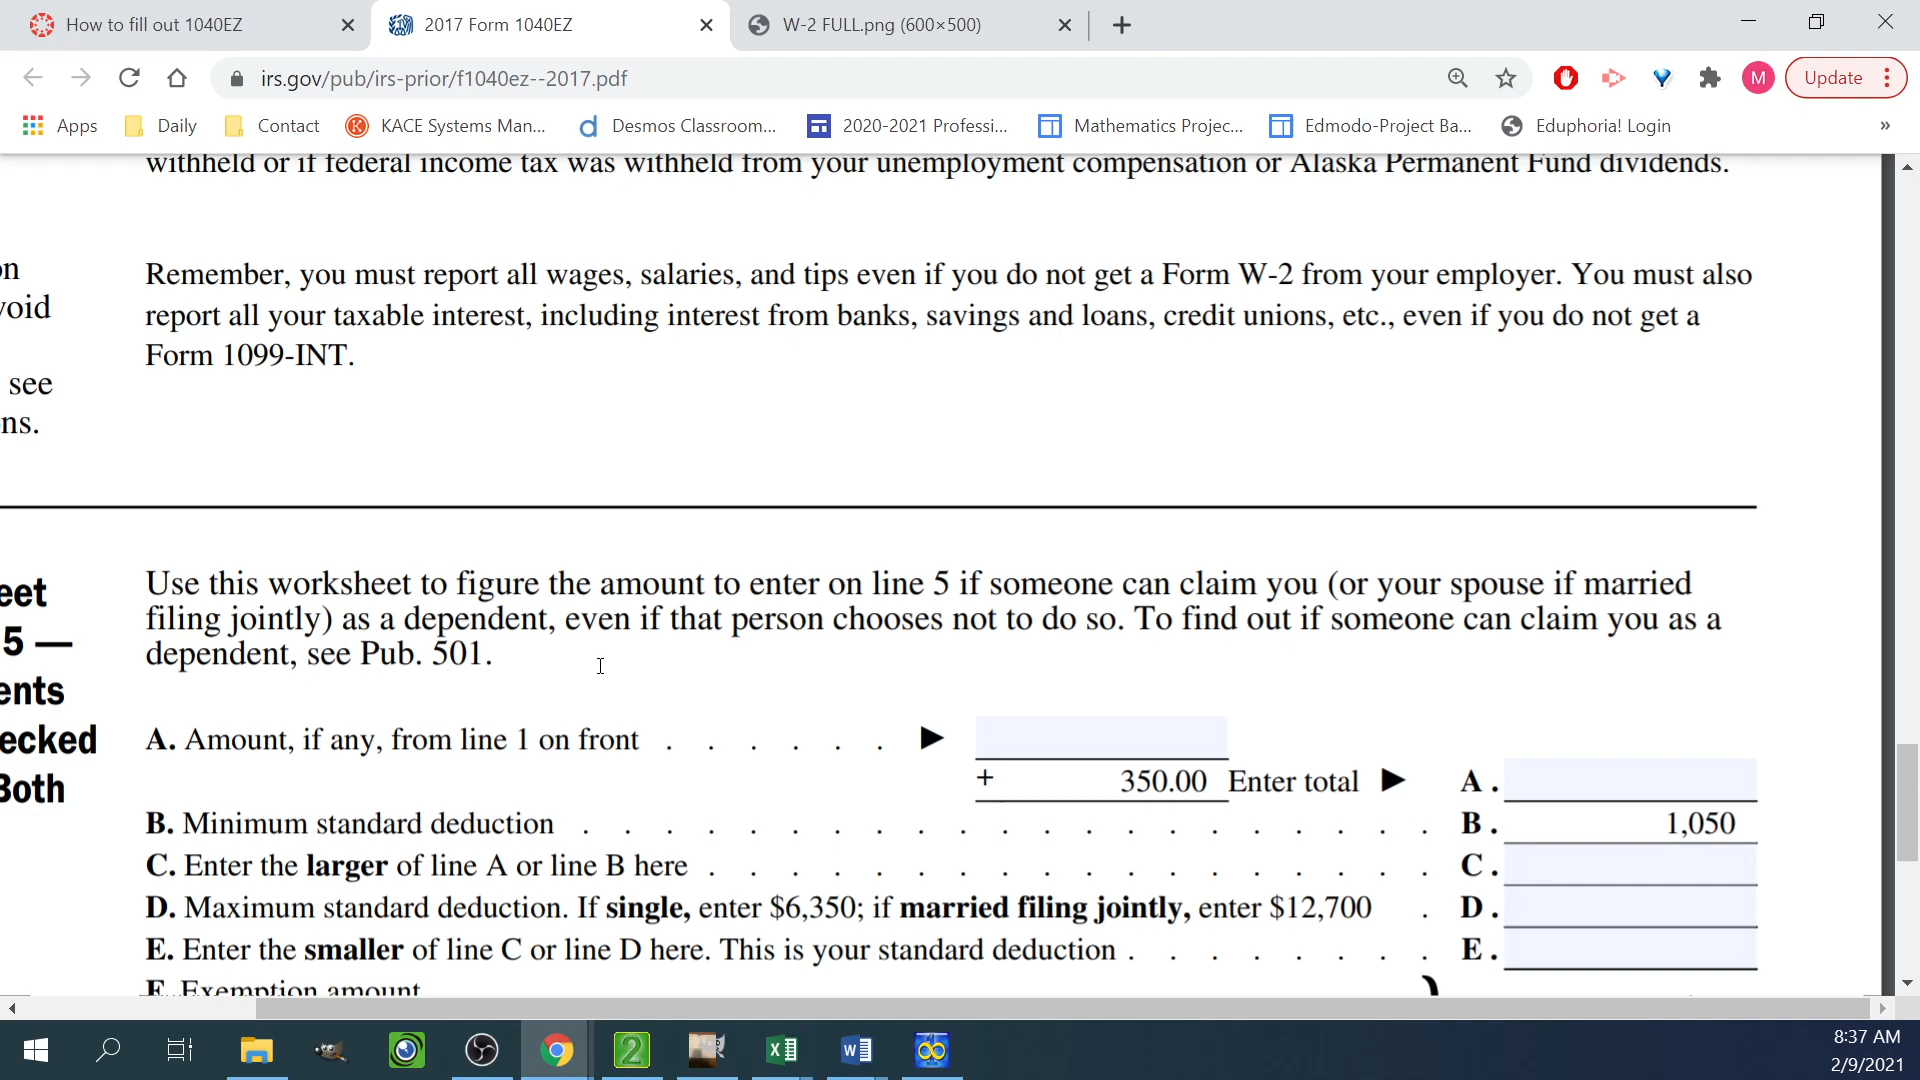 How to fill out 1040EZ
2017 Form 1040EZ
W-2 FULL.png (600×500)
irs.gov/pub/irs-prior/f1040ez--2017.pdf
M
Update
Apps
Daily
Contact
KACE Systems Man...
Desmos Classroom...
2020-2021 Professi...
Mathematics Projec...
Edmodo-Project Ba...
Eduphoria! Login
»
withheld or if federal income tax was withheld from your unemployment compensation or Alaska Permanent Fund dividends.
on
void
see
ns.
Remember, you must report all wages, salaries, and tips even if you do not get a Form W-2 from your employer. You must also
report all your taxable interest, including interest from banks, savings and loans, credit unions, etc., even if you do not get a
Form 1099-INT.
eet
5 —
ents
ecked
Both
Use this worksheet to figure the amount to enter on line 5 if someone can claim you (or your spouse if married
filing jointly) as a dependent, even if that person chooses not to do so. To find out if someone can claim you as a
dependent, see Pub. 501.
A. Amount, if any, from line 1 on front . . . . . . ▶
+ 350.00 Enter total ▶ A .
B. Minimum standard deduction . . . . . . . . . . . . . . . . . . . . . B . 1,050
C. Enter the larger of line A or line B here . . . . . . . . . . . . . . . . . . C .
D. Maximum standard deduction. If single, enter $6,350; if married filing jointly, enter $12,700 . D .
E. Enter the smaller of line C or line D here. This is your standard deduction . . . . . . . . E .
F. Exemption amount.
8:37 AM
2/9/2021